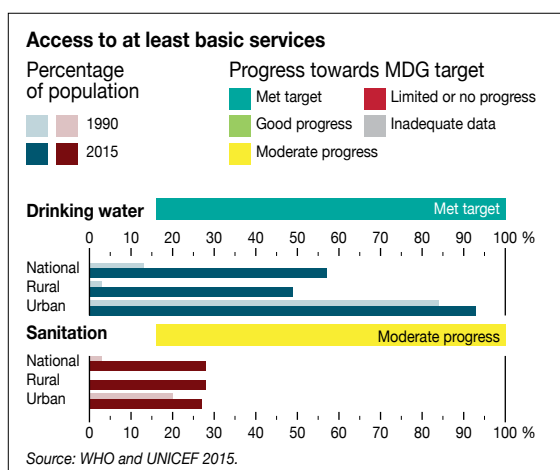 Access to at least basic services
Percentage of population
1990
2015
Progress towards MDG target
Met target
Limited or no progress
Good progress
Inadequate data
Moderate progress
Drinking water
Met target
0 10 20 30 40 50 60 70 80 90 100 %
National
Rural
Urban
Sanitation
Moderate progress
National
Rural
Urban
0 10 20 30 40 50 60 70 80 90 100 %
Source: WHO and UNICEF 2015.